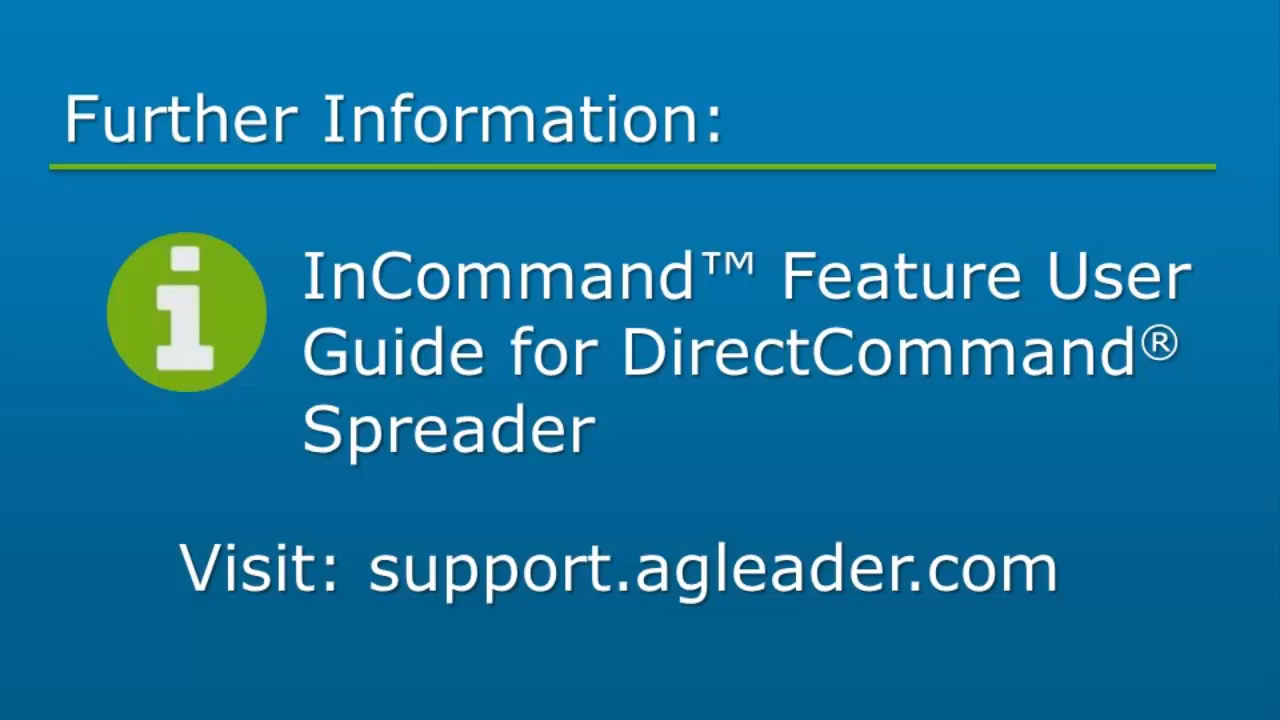 Further Information:
InCommand™ Feature User
Guide for DirectCommand®
Spreader
Visit: support.agleader.com